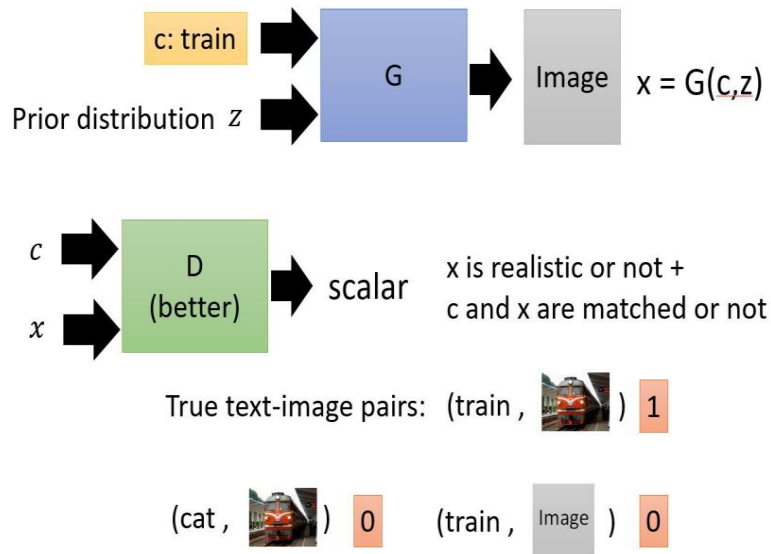 c: train
G
Image
x = G(c,z)
Prior distribution z
c
D
(better)
scalar
x is realistic or not +
c and x are matched or not
x
True text-image pairs: (train , ) 1
(cat , ) 0 (train , Image ) 0